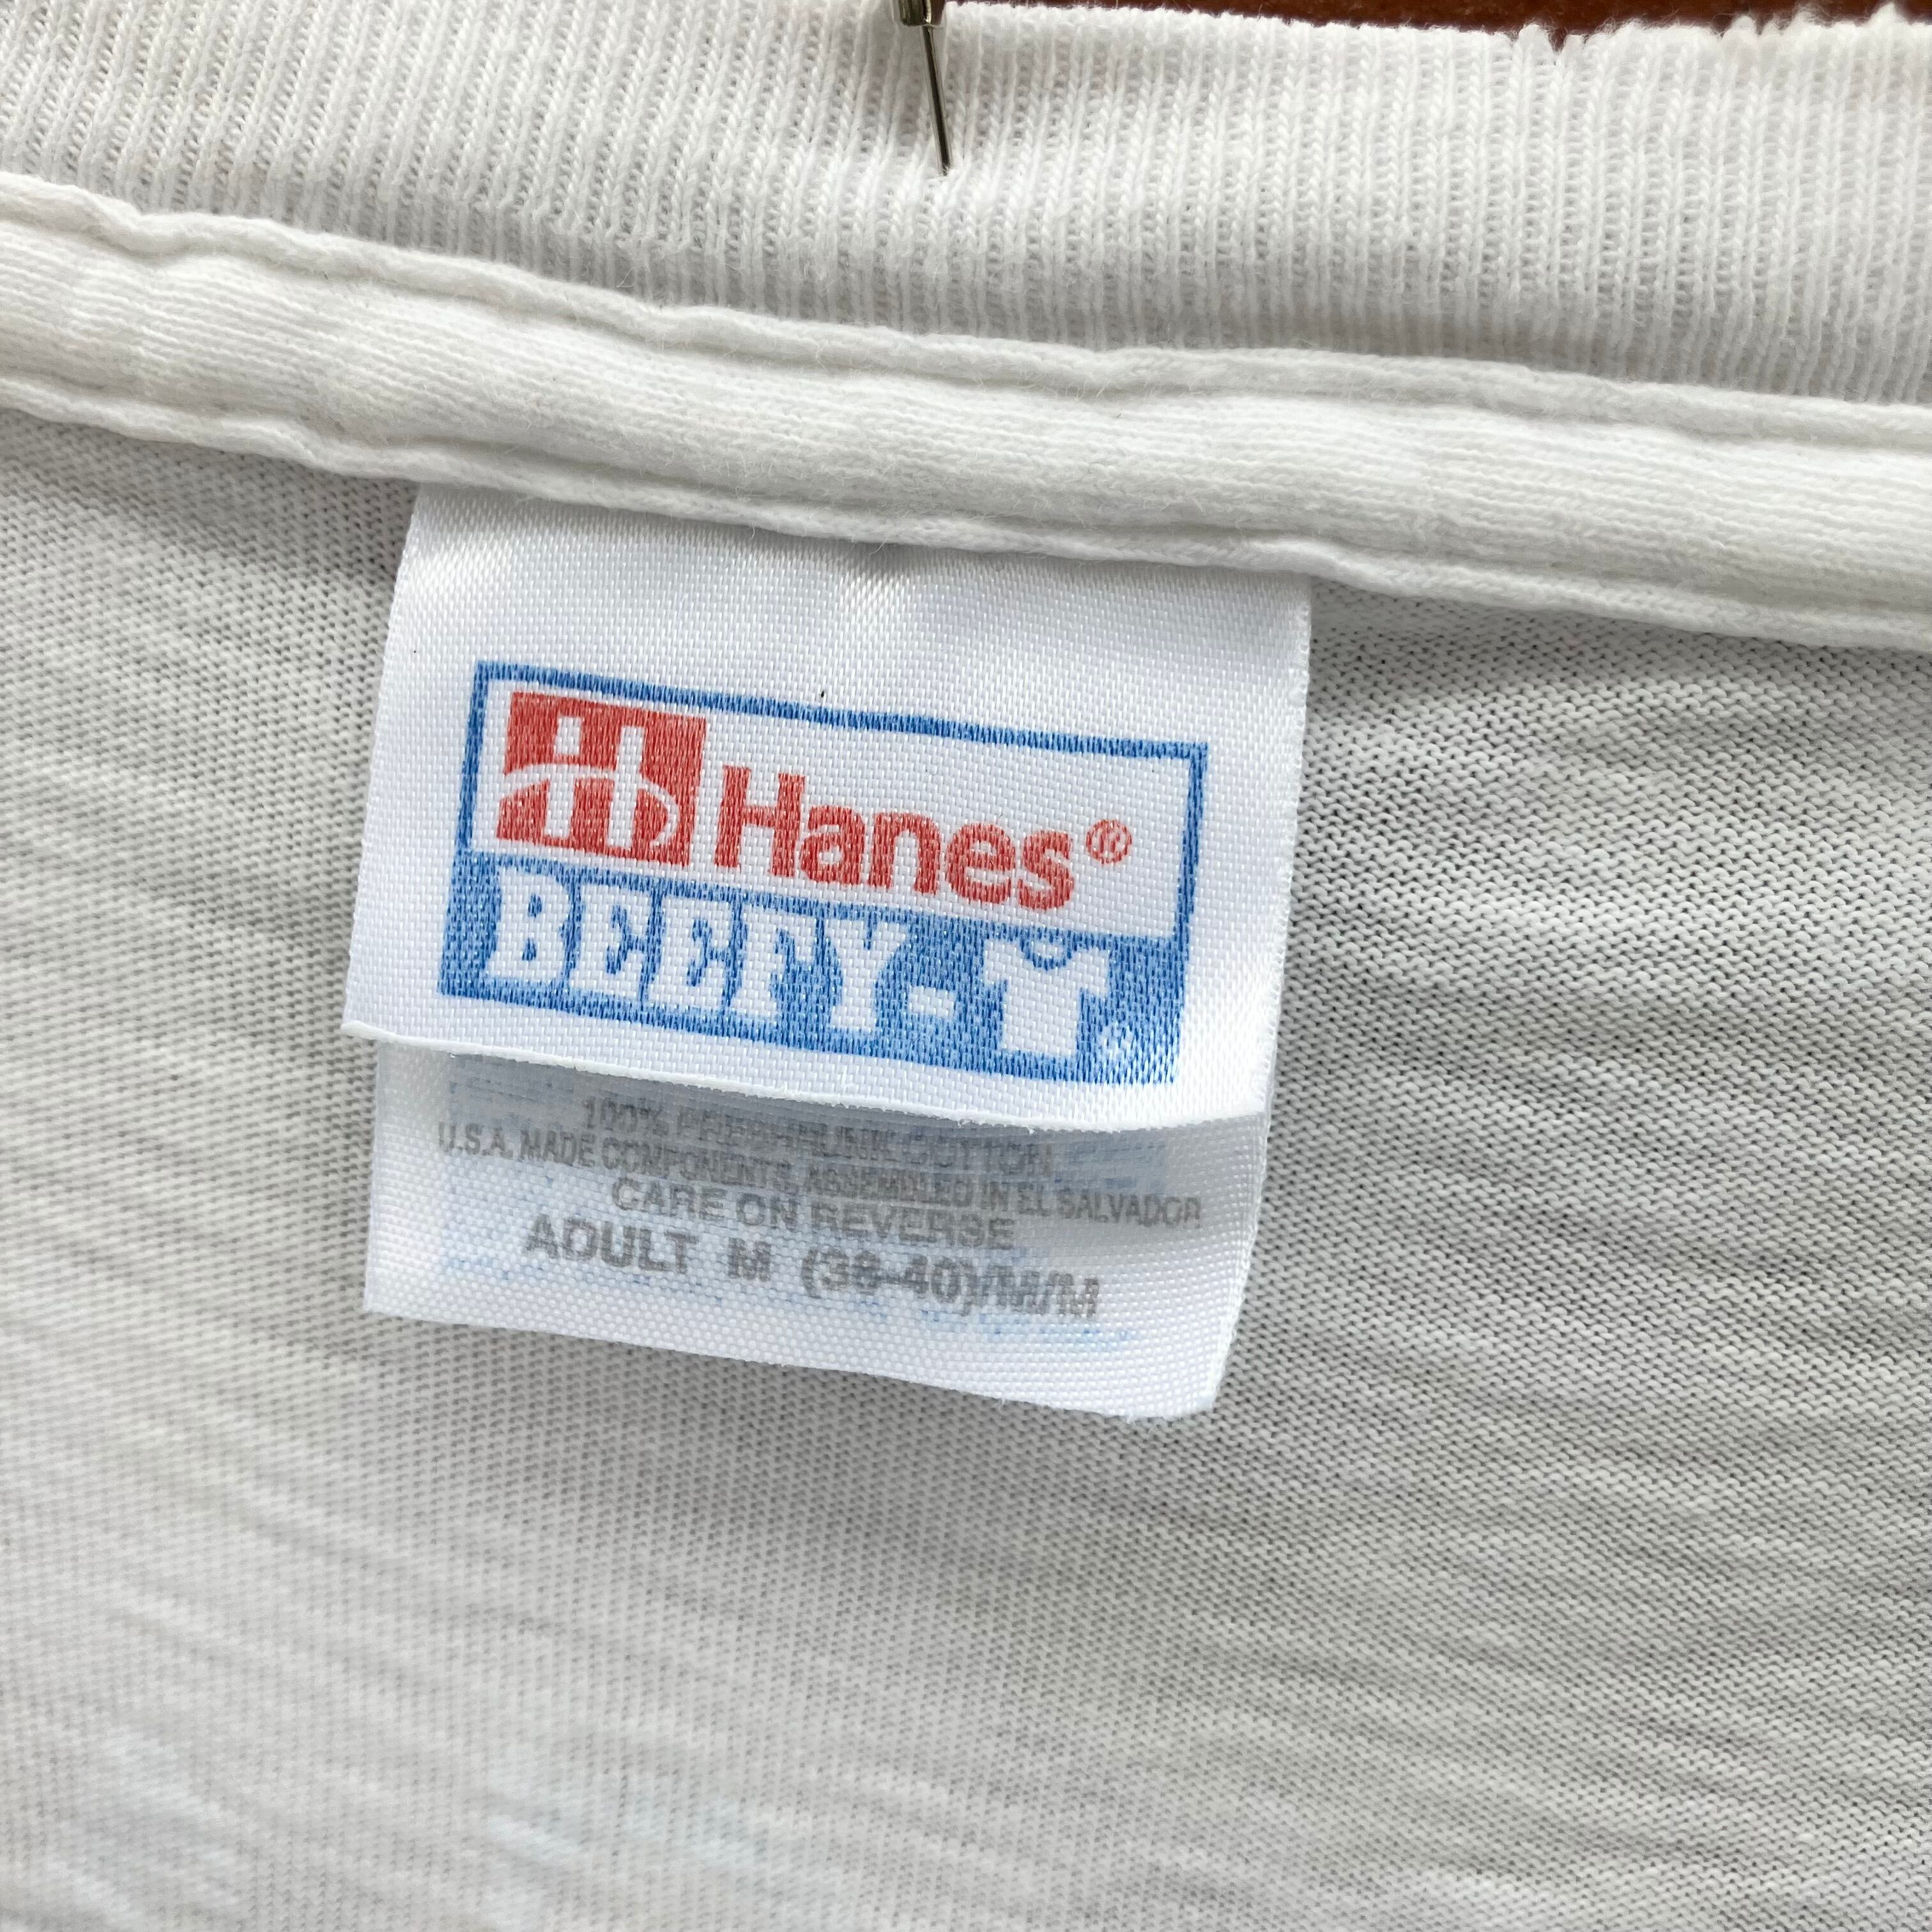 Hanes®
BEEFY-T®
100% PRESHRUNK COTTON
U.S.A. MADE COMPONENTS, ASSEMBLED IN EL SALVADOR
CARE ON REVERSE
ADULT M (38-40)/M/M